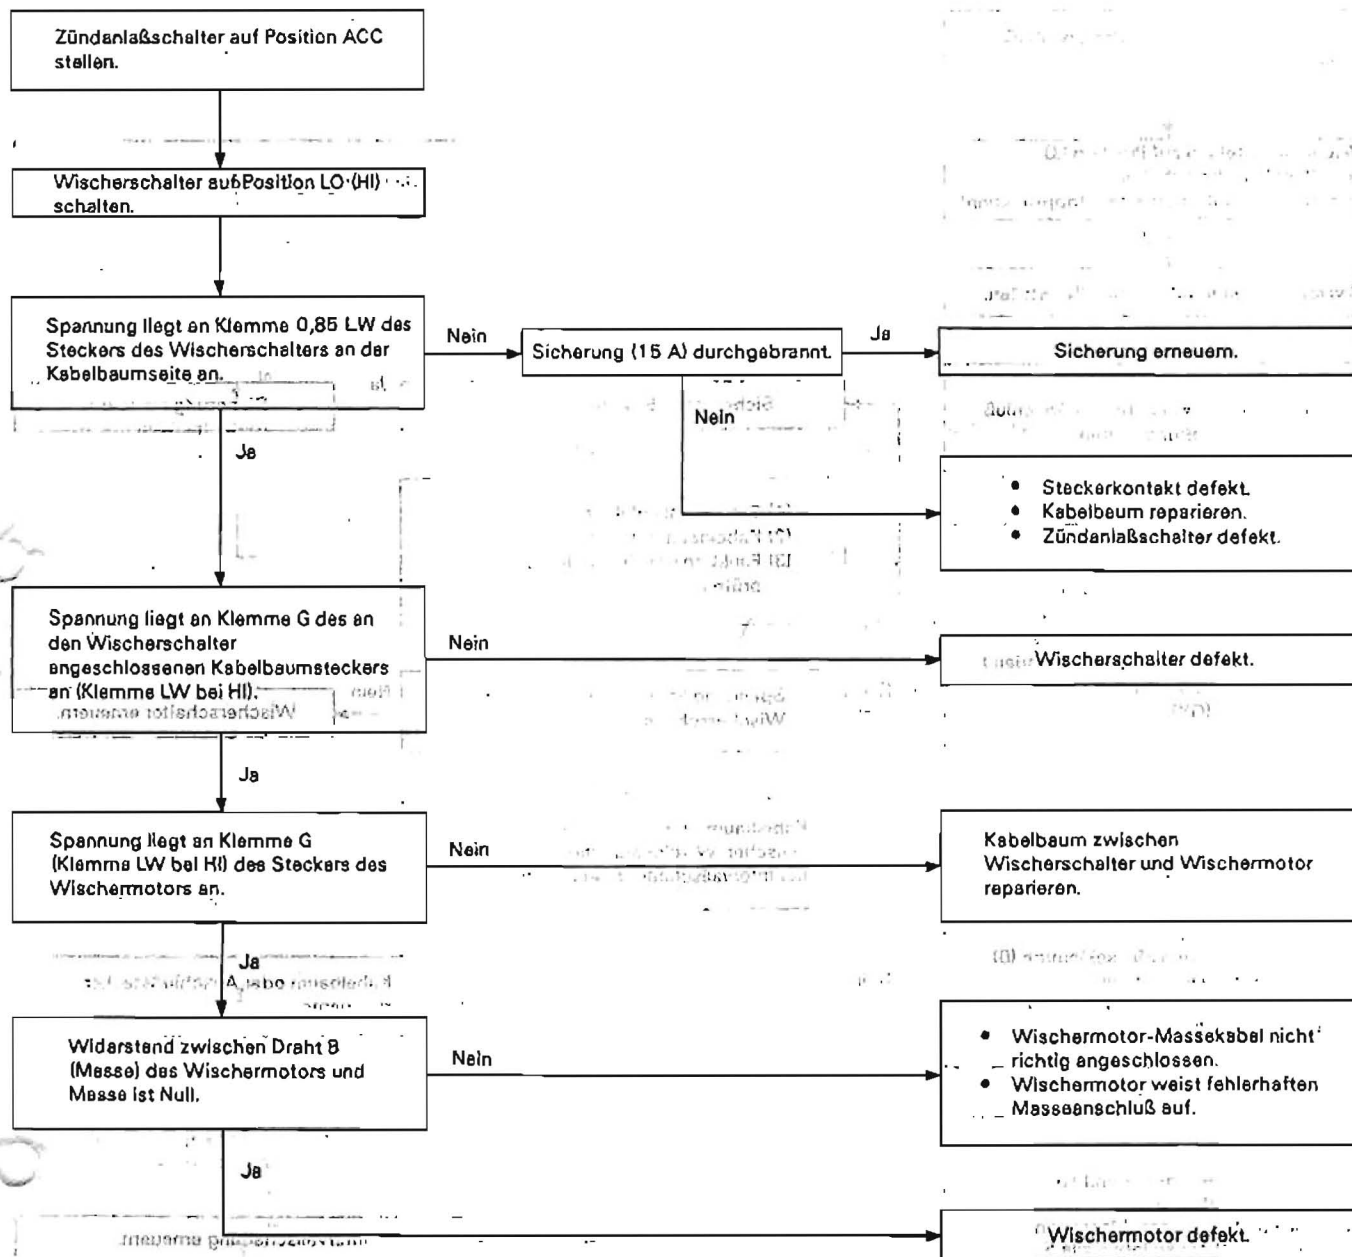 Zündanlaßschalter auf Position ACC
stellen.
Wischerschalter auf Position LO (HI)
schalten.
Spannung liegt an Klemme 0,85 LW des
Steckers des Wischerschalters an der
Kabelbaumseite an.
Nein
Sicherung (15 A) durchgebrannt.
Ja
Sicherung erneuern.
Nein
Ja
• Steckerkontakt defekt.
• Kabelbaum reparieren.
• Zündanlaßschalter defekt.
Spannung liegt an Klemme G des an
den Wischerschalter
angeschlossenen Kabelbaumsteckers
an (Klemme LW bei HI).
Nein
Wischerschalter defekt.
Wischerschalter erneuern.
Ja
Spannung liegt an Klemme G
(Klemme LW bei HI) des Steckers des
Wischermotors an.
Nein
Kabelbaum zwischen
Wischerschalter und Wischermotor
reparieren.
Ja
Widerstand zwischen Draht B
(Masse) des Wischermotors und
Masse ist Null.
Nein
• Wischermotor-Massekabel nicht
richtig angeschlossen.
• Wischermotor weist fehlerhaften
Masseanschluß auf.
Ja
Wischermotor defekt.